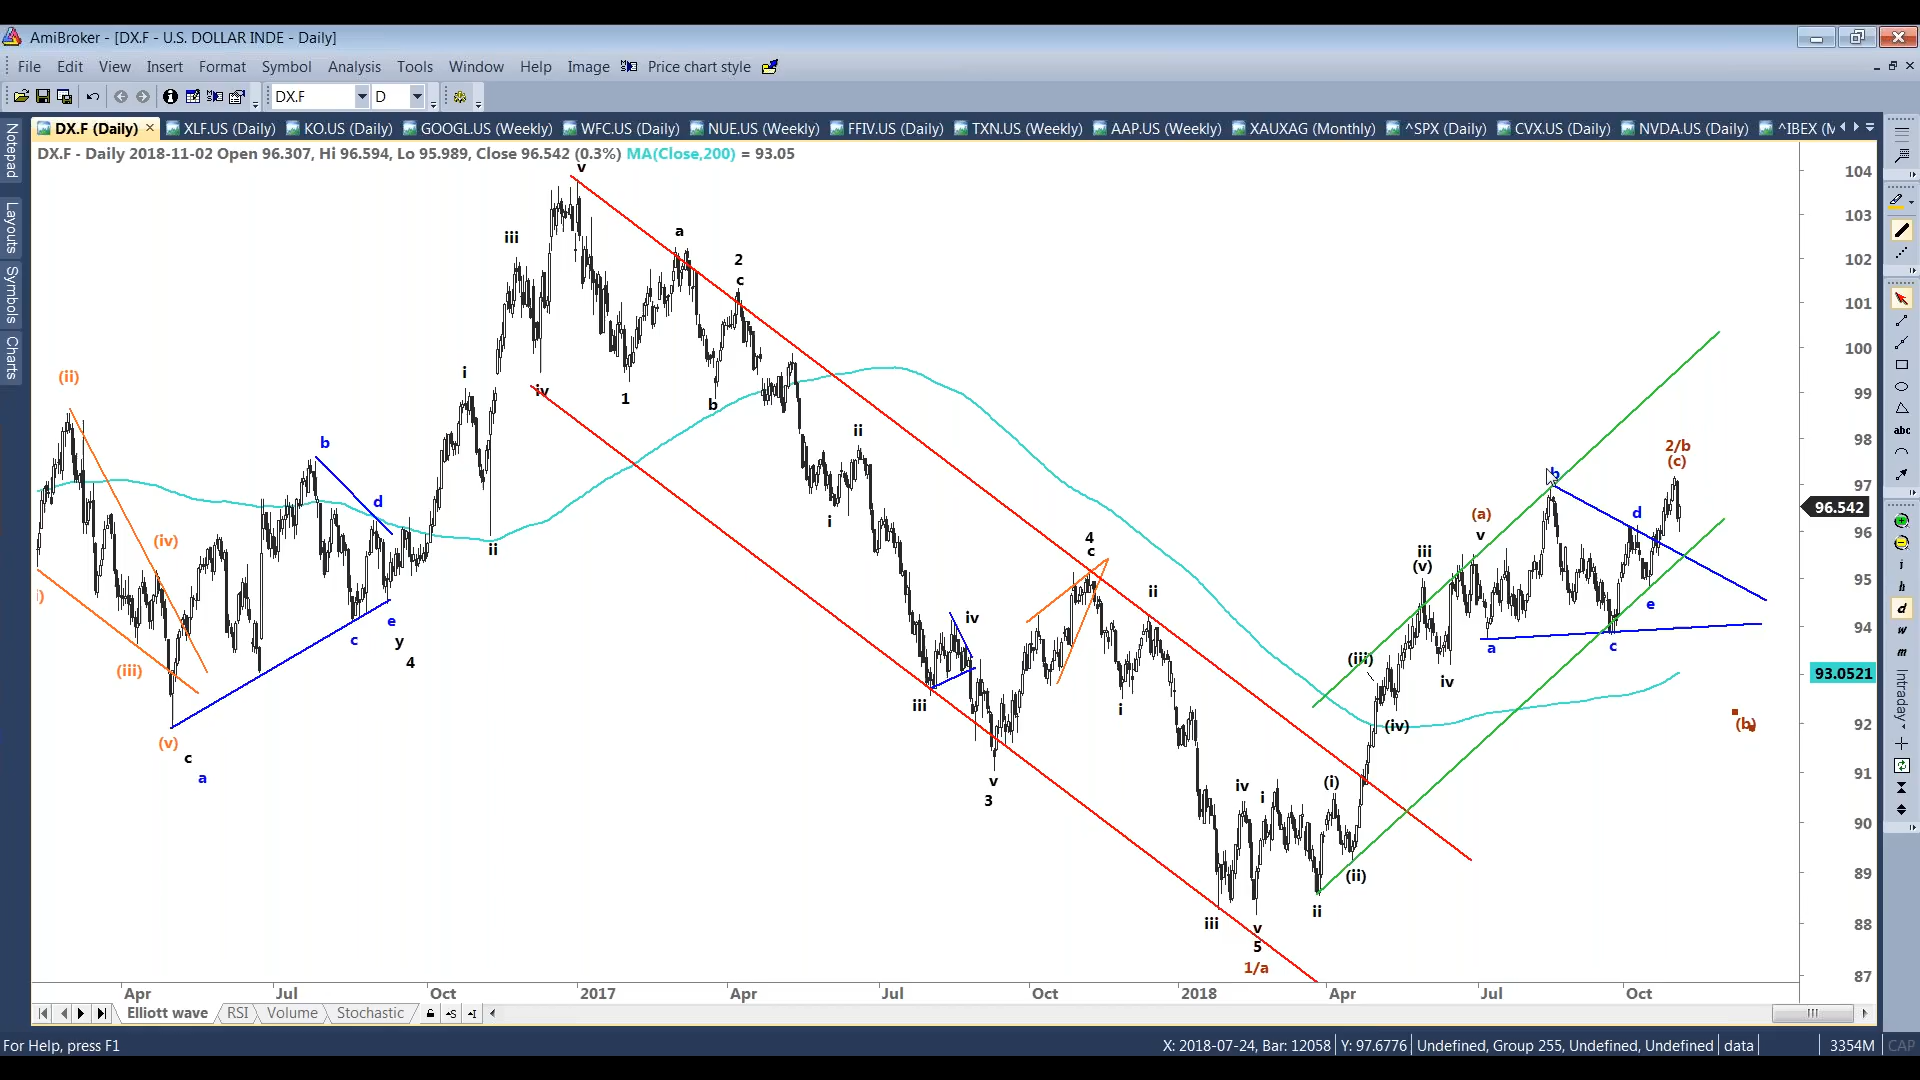 AmiBroker - [DX.F - U.S. DOLLAR INDE - Daily]
File Edit View Insert Format Symbol Analysis Tools Window Help Image Price chart style
DX.F D
DX.F (Daily) XLF.US (Daily) KO.US (Daily) GOOGL.US (Weekly) WFC.US (Daily) NUE.US (Weekly) FFIV.US (Daily) TXN.US (Weekly) AAP.US (Weekly) XAUXAG (Monthly) ^SPX (Daily) CVX.US (Daily) NVDA.US (Daily) ^IBEX (M
DX.F - Daily 2018-11-02 Open 96.307, Hi 96.594, Lo 95.989, Close 96.542 (0.3%) MA(Close,200) = 93.05
Notepad
Layouts
Symbols
Charts
v
iii
a
2
c
i
(ii)
iv
1
b
b
ii
2/b
(c)
b
d
(a)
d
v
i
(iv)
ii
4
c
iii
(v)
ii
e
e
iv
c
y
4
a
c
(iii)
(iii)
iv
iii
i
(iv)
(b)
(v)
c
a
v
3
iv
i
(i)
(ii)
iii
ii
v
5
1/a
104
103
102
101
100
99
98
97
96.542
96
95
94
93.0521
92
91
90
89
88
87
abc
i
h
d
w
m
Intraday
Apr Jul Oct 2017 Apr Jul Oct 2018 Apr Jul Oct
Elliott wave RSI Volume Stochastic
For Help, press F1 X: 2018-07-24, Bar: 12058 Y: 97.6776 Undefined, Group 255, Undefined, Undefined data 3354M CAP